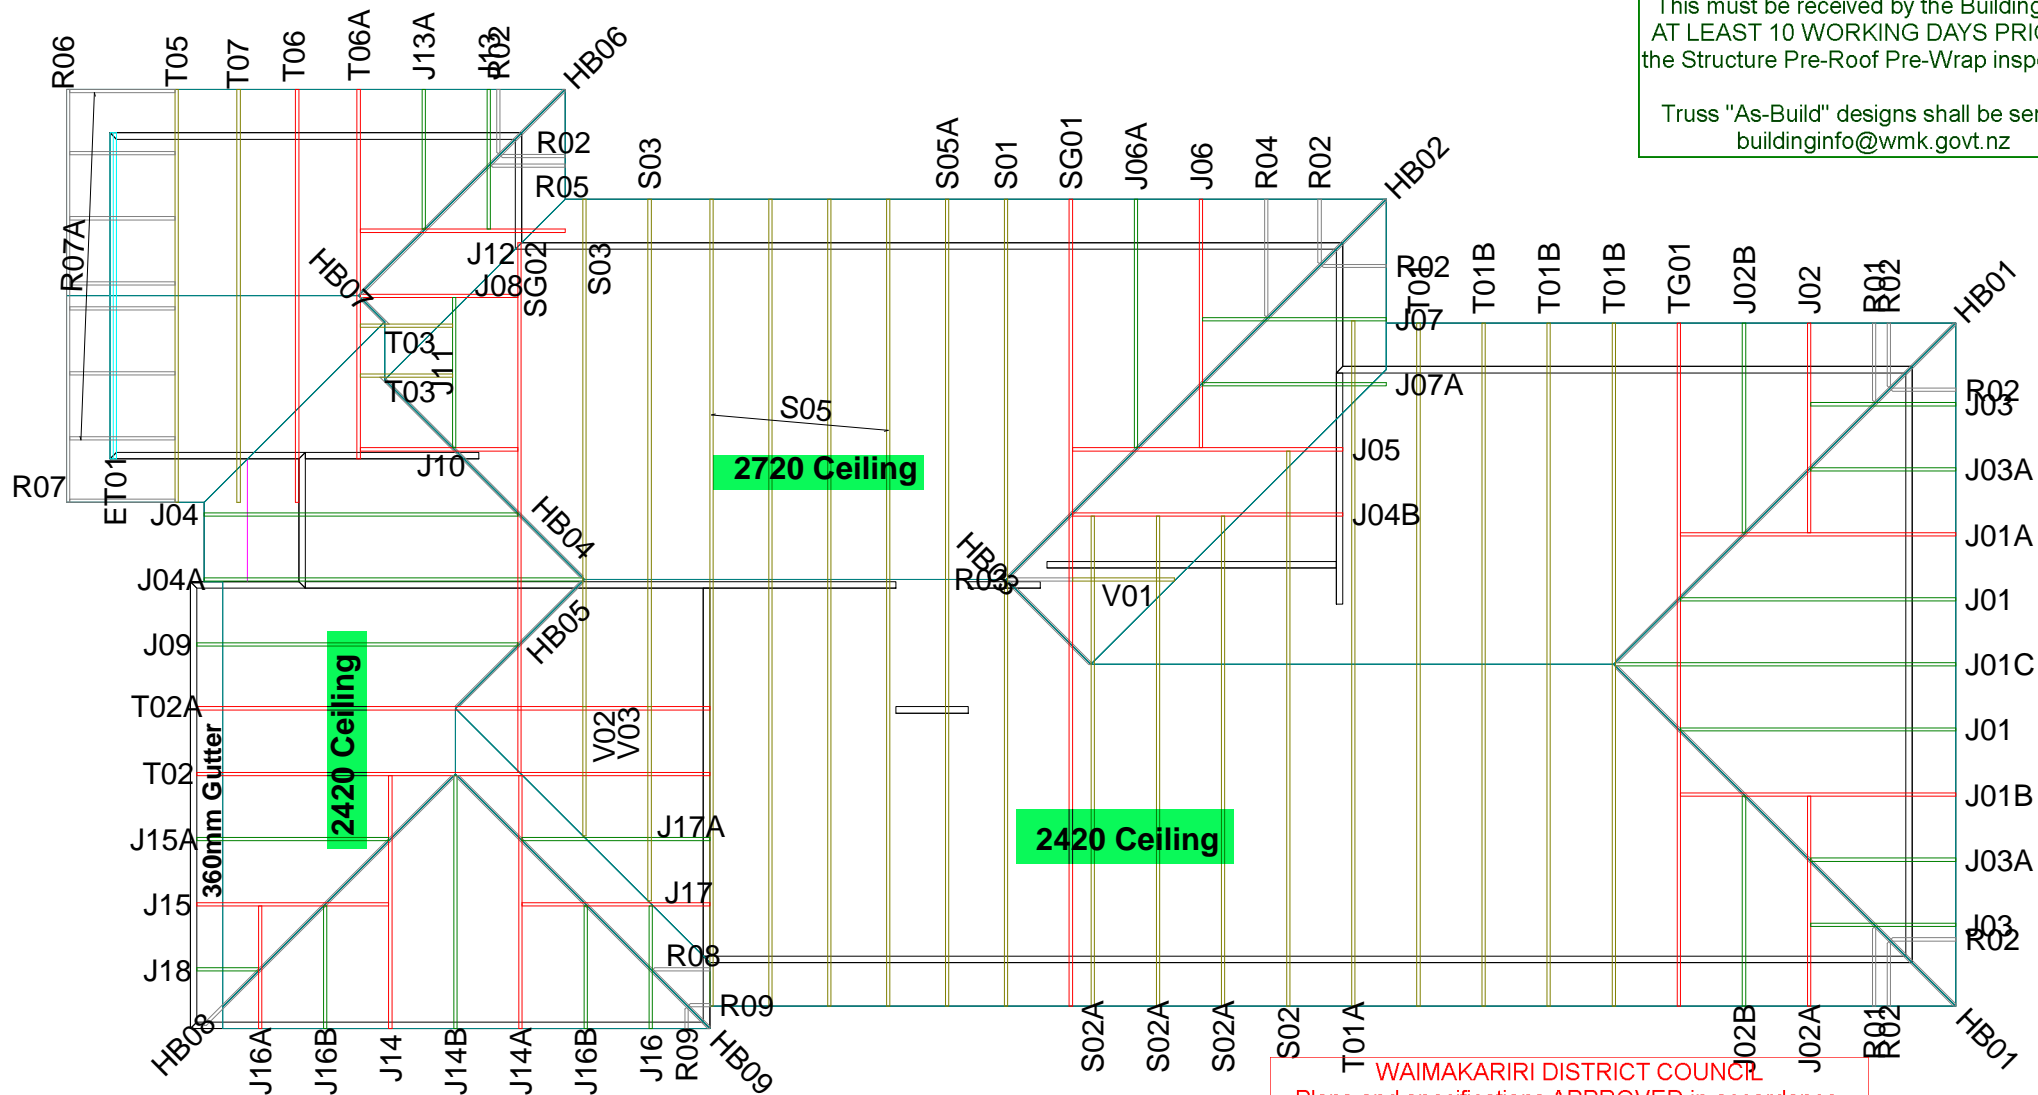 This must be received by the Building
AT LEAST 10 WORKING DAYS
the Structure Pre-Roof Pre-Wrap
Truss "As-Build" designs shall be
buildinginfo@wmk.govt.nz
R06
T05
T07
T06
T06A
J13A
J13
R02
HB06
R02
R05
S03
S05A
S01
SG01
J06A
J06
R04
R02
HB02
R07A
HB07
J12
J08
SG02
S03
R02
T01
T01B
T01B
T01B
TG01
J02B
J02
R01
R02
HB01
J07
T03
J11
T03
J07A
R02
J03
S05
2720 Ceiling
J10
J05
J03A
R07
ET01
J04
HB04
J04B
J01A
J04A
HB03
R03
V01
J01
J09
HB05
J01C
2420 Ceiling
T02A
V02
V03
J01
T02
360mm Gutter
J01B
J15A
J17A
2420 Ceiling
J03A
J15
J17
J03
R02
J18
R08
R09
HB08
J16A
J16B
J14
J14B
J14A
J16B
J16
R09
HB09
S02A
S02A
S02A
S02
T01A
J02B
J02A
R01
R02
HB01
WAIMAKARIRI DISTRICT COUNCIL
Plans and specifications APPROVED in accordance